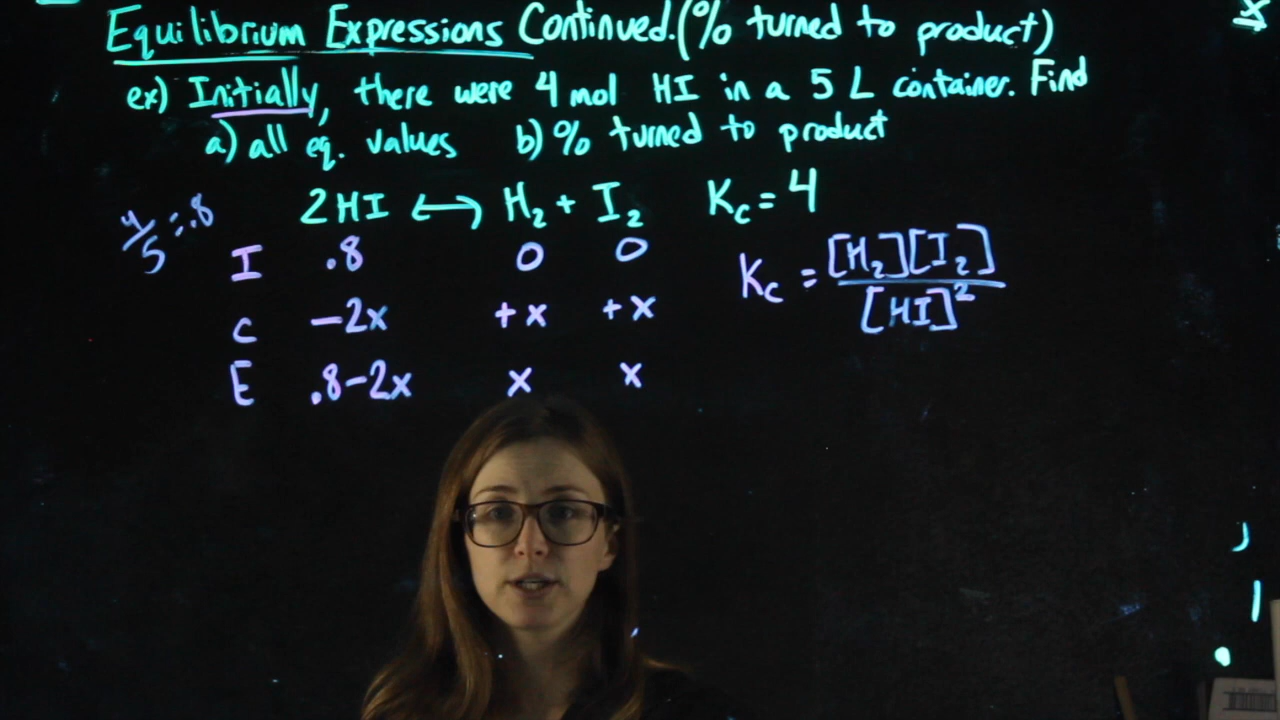 Equilibrium Expressions Continued. (% turned to product)
ex) Initially, there were 4 mol HI in a 5 L container. Find
a) all eq. values b) % turned to product
4/5 = .8
2HI ⟷ H₂ + I₂ Kc = 4
I .8 0 0
Kc = [H₂][I₂] / [HI]²
C -2x +x +x
E .8-2x x x